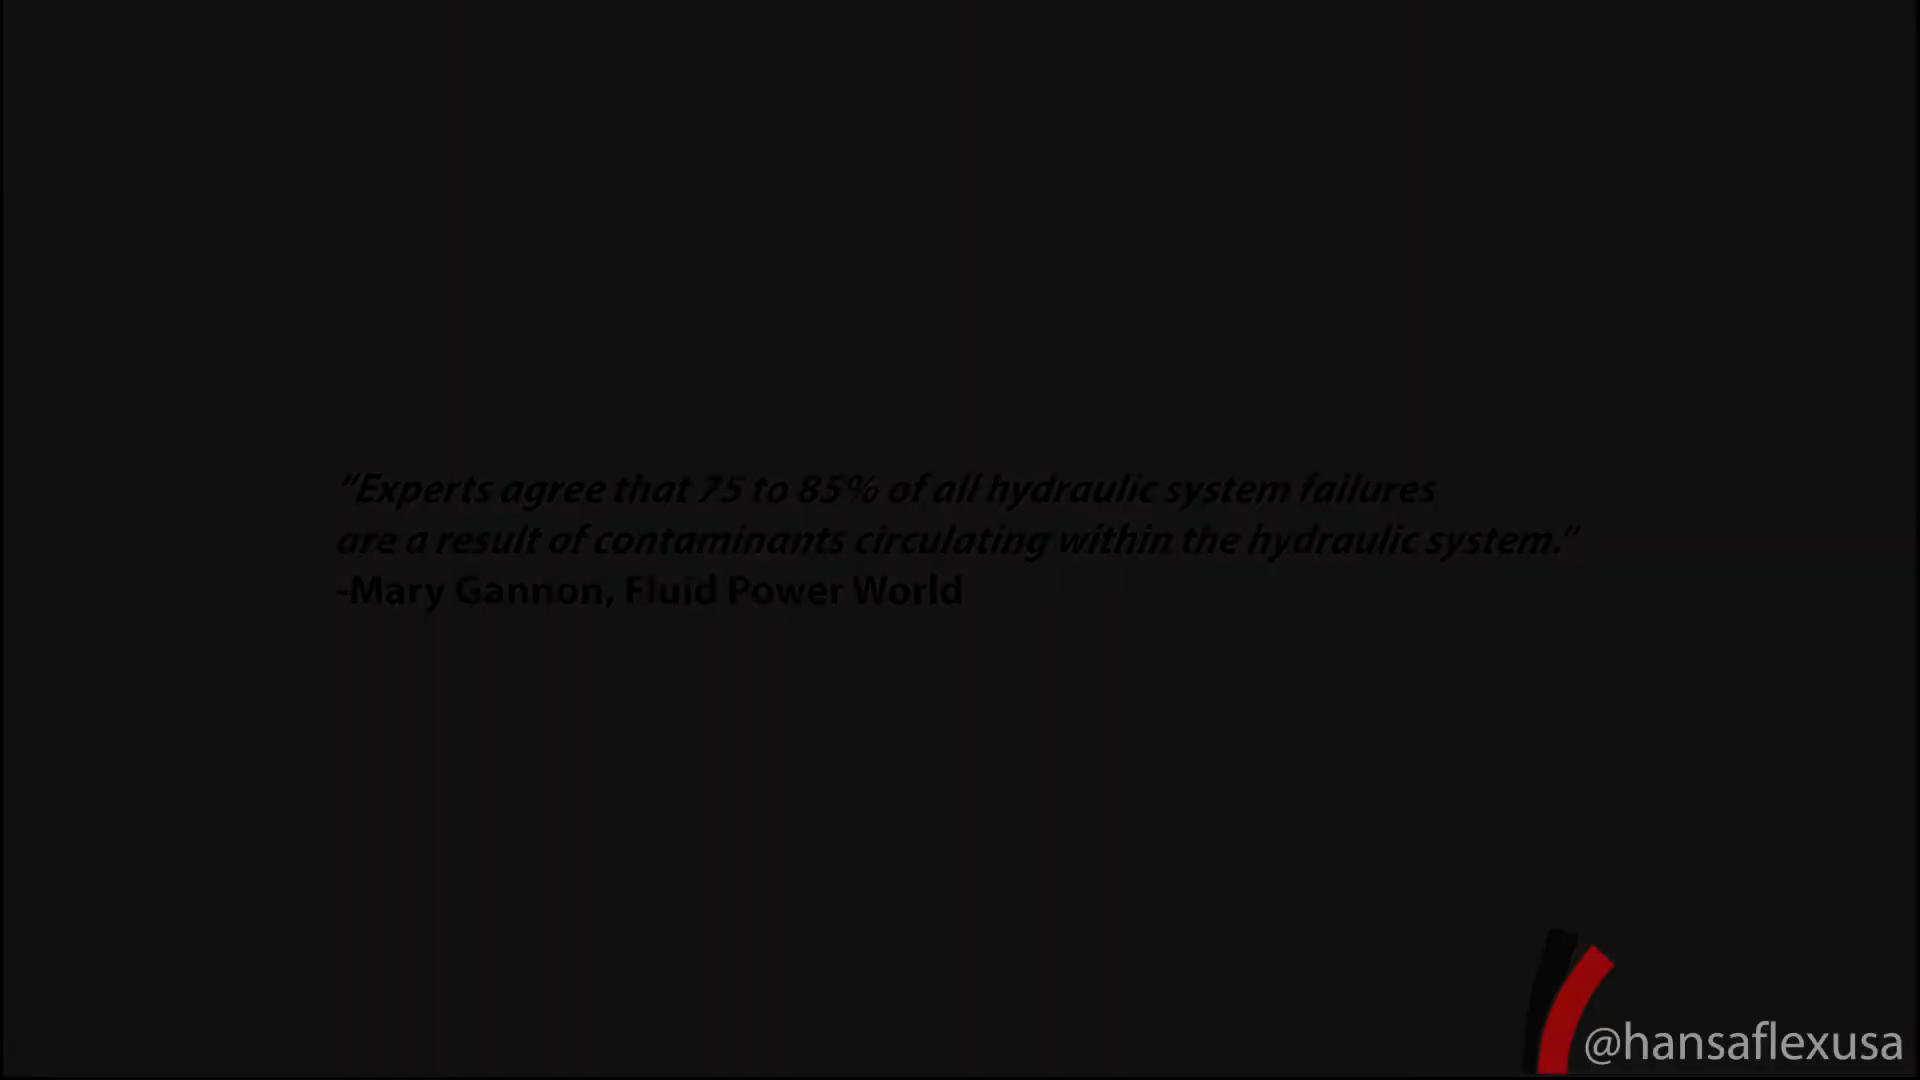 “Experts agree that 75 to 85% of all hydraulic system failures
are a result of contaminants circulating within the hydraulic system.”
-Mary Gannon, Fluid Power World
@hansaflexusa